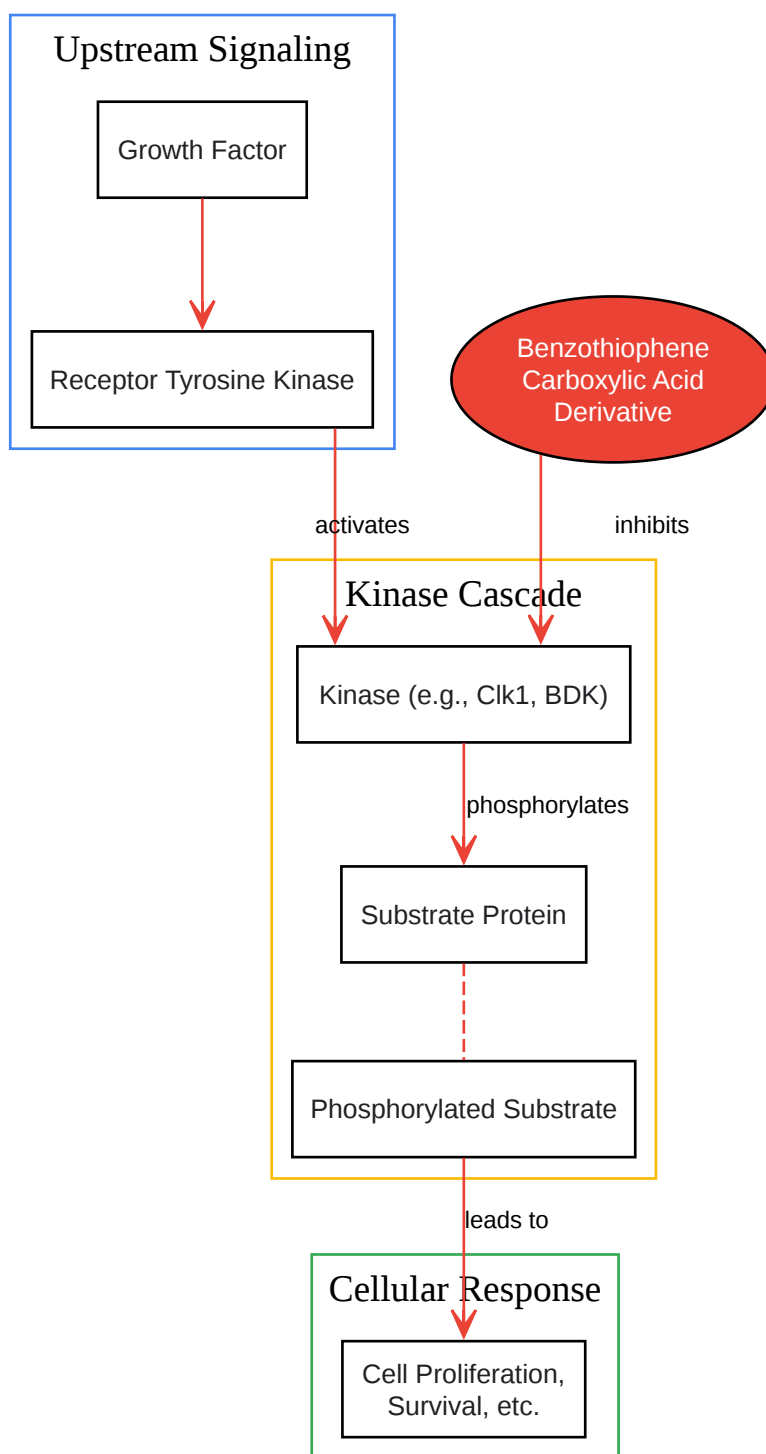 Upstream Signaling
Growth Factor
Receptor Tyrosine Kinase
Benzothiophene
Carboxylic Acid
Derivative
activates
inhibits
Kinase Cascade
Kinase (e.g., Clk1, BDK)
phosphorylates
Substrate Protein
Phosphorylated Substrate
leads to
Cellular Response
Cell Proliferation,
Survival, etc.